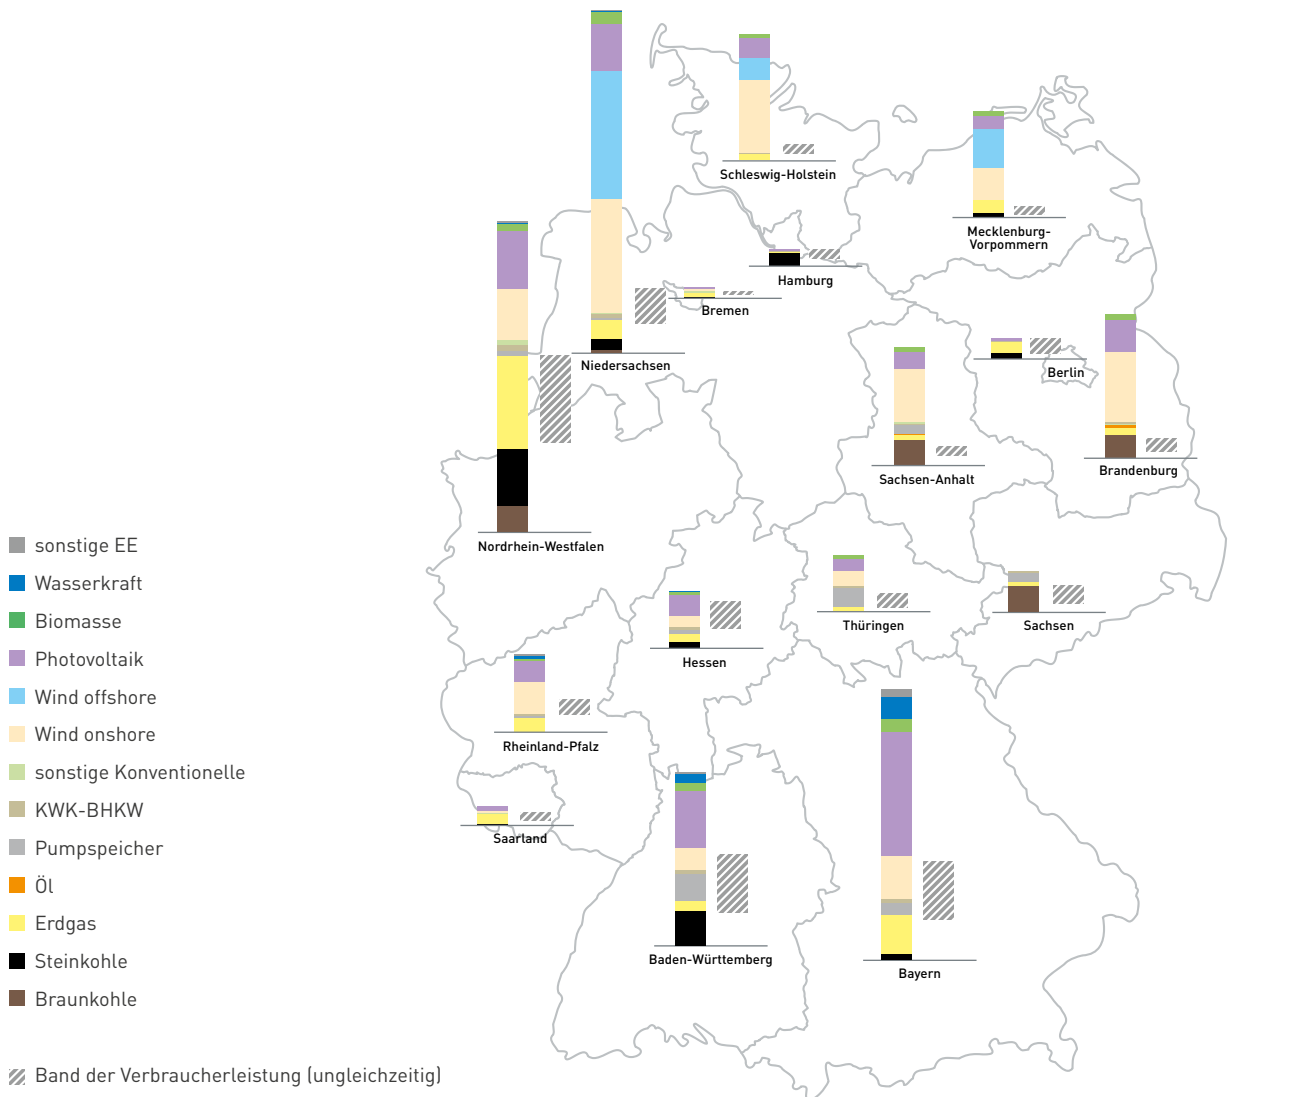 Schleswig-Holstein
Mecklenburg-
Vorpommern
Hamburg
Bremen
Niedersachsen
Berlin
Brandenburg
Sachsen-Anhalt
Nordrhein-Westfalen
Thüringen
Sachsen
Hessen
Rheinland-Pfalz
Saarland
Baden-Württemberg
Bayern
sonstige EE
Wasserkraft
Biomasse
Photovoltaik
Wind offshore
Wind onshore
sonstige Konventionelle
KWK-BHKW
Pumpspeicher
Öl
Erdgas
Steinkohle
Braunkohle
Band der Verbraucherleistung (ungleichzeitig)